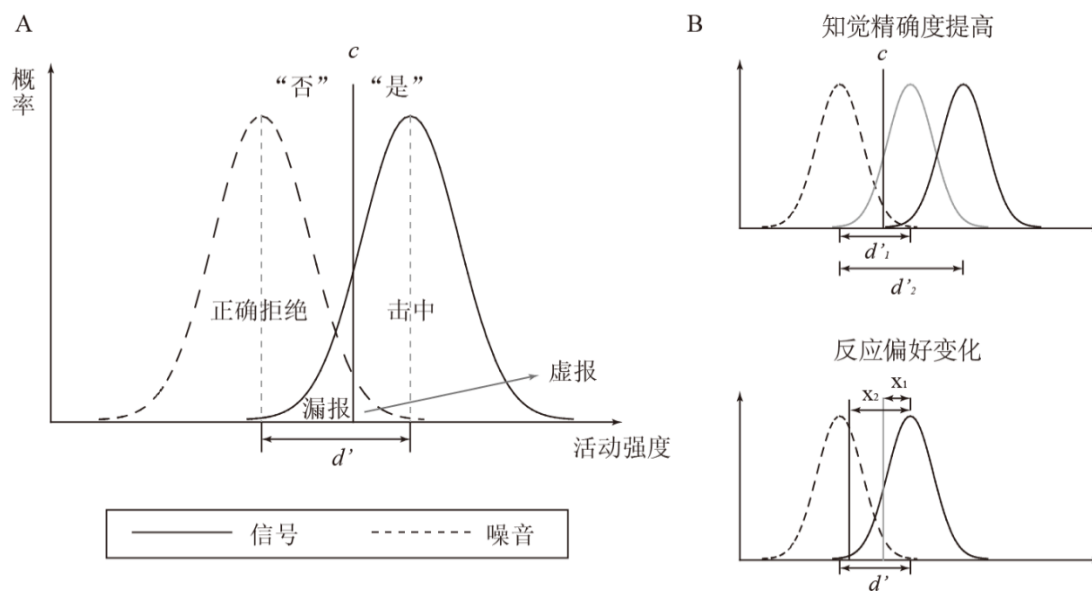 A
c
概率
“否”
“是”
正确拒绝
击中
虚报
漏报
活动强度
d'
信号
噪音
B
知觉精确度提高
c
d'₁
d'₂
反应偏好变化
x₁
x₂
d'